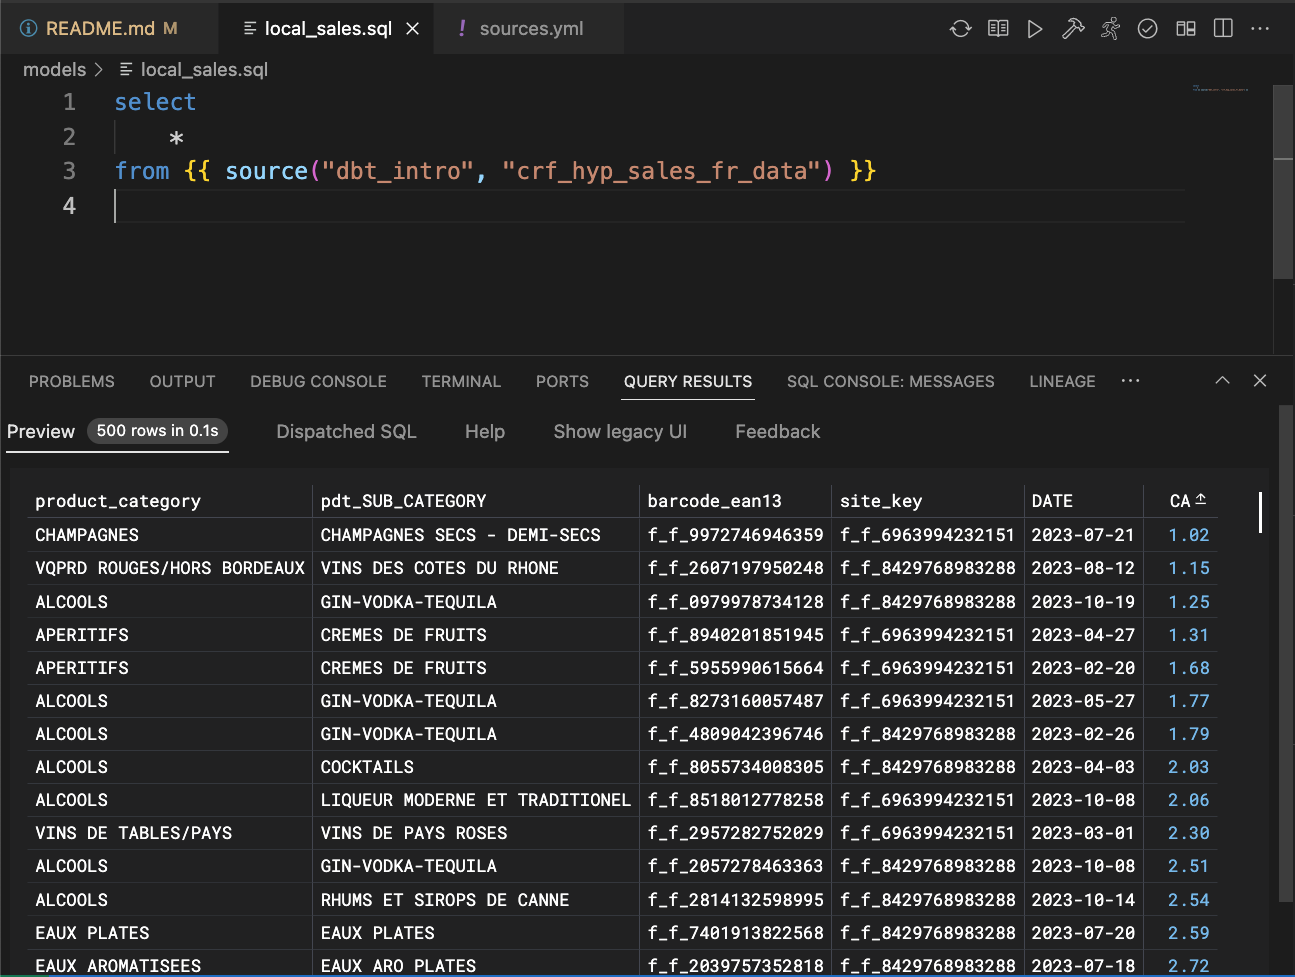 README.md M local_sales.sql sources.yml
models > local_sales.sql
1 select
2 *
3 from {{ source("dbt_intro", "crf_hyp_sales_fr_data") }}
4
PROBLEMS OUTPUT DEBUG CONSOLE TERMINAL PORTS QUERY RESULTS SQL CONSOLE: MESSAGES LINEAGE ...
Preview 500 rows in 0.1s Dispatched SQL Help Show legacy UI Feedback
product_category pdt_SUB_CATEGORY barcode_ean13 site_key DATE CA
CHAMPAGNES CHAMPAGNES SECS - DEMI-SECS f_f_9972746946359 f_f_6963994232151 2023-07-21 1.02
VQPRD ROUGES/HORS BORDEAUX VINS DES COTES DU RHONE f_f_2607197950248 f_f_8429768983288 2023-08-12 1.15
ALCOOLS GIN-VODKA-TEQUILA f_f_0979978734128 f_f_8429768983288 2023-10-19 1.25
APERITIFS CREMES DE FRUITS f_f_8940201851945 f_f_6963994232151 2023-04-27 1.31
APERITIFS CREMES DE FRUITS f_f_5955990615664 f_f_6963994232151 2023-02-20 1.68
ALCOOLS GIN-VODKA-TEQUILA f_f_8273160057487 f_f_6963994232151 2023-05-27 1.77
ALCOOLS GIN-VODKA-TEQUILA f_f_4809042396746 f_f_8429768983288 2023-02-26 1.79
ALCOOLS COCKTAILS f_f_8055734008305 f_f_8429768983288 2023-04-03 2.03
ALCOOLS LIQUEUR MODERNE ET TRADITIONEL f_f_8518012778258 f_f_6963994232151 2023-10-08 2.06
VINS DE TABLES/PAYS VINS DE PAYS ROSES f_f_2957282752029 f_f_6963994232151 2023-03-01 2.30
ALCOOLS GIN-VODKA-TEQUILA f_f_2057278463363 f_f_8429768983288 2023-10-08 2.51
ALCOOLS RHUMS ET SIROPS DE CANNE f_f_2814132598995 f_f_8429768983288 2023-10-14 2.54
EAUX PLATES EAUX PLATES f_f_7401913822568 f_f_8429768983288 2023-07-20 2.59
EAUX AROMATISEES EAUX ARO PLATES f_f_2039757352818 f_f_8429768983288 2023-07-18 2.72